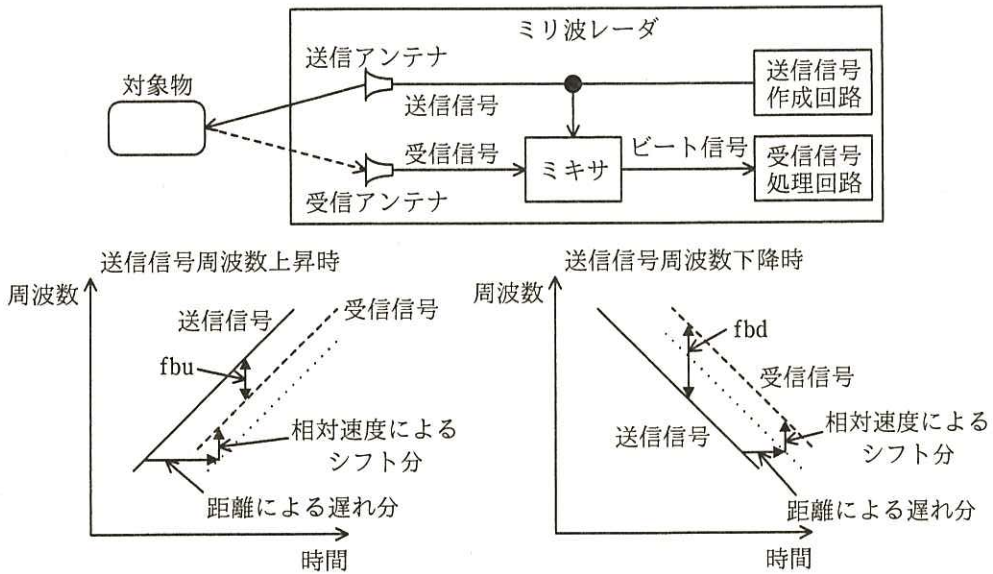 ミリ波レーダ
送信アンテナ
対象物
送信信号
送信信号
作成回路
受信信号
ミキサ
ビート信号
受信信号
処理回路
受信アンテナ
送信信号周波数上昇時
周波数
送信信号
受信信号
fbu
相対速度による
シフト分
距離による遅れ分
時間
送信信号周波数下降時
周波数
fbd
受信信号
送信信号
相対速度による
シフト分
距離による遅れ分
時間